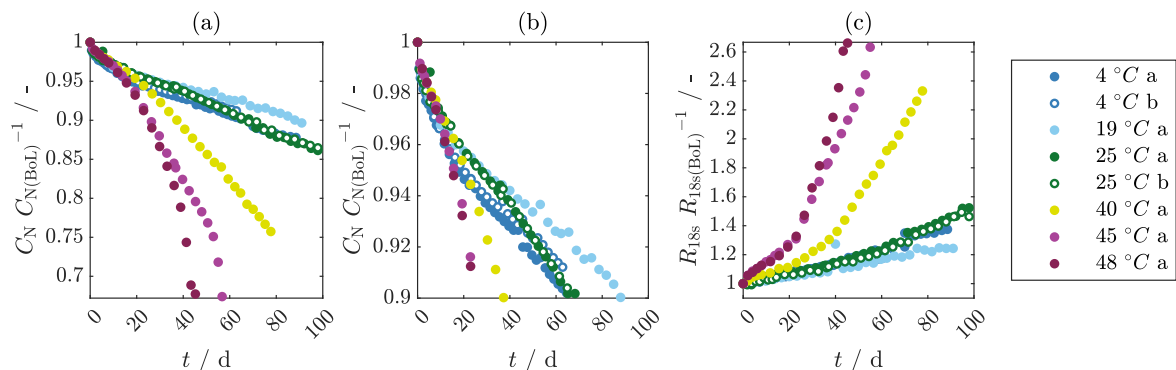 (a)
C_N C_N(BoL)^−1 / -
1
0.95
0.9
0.85
0.8
0.75
0.7
0
20
40
60
80
100
t / d
(b)
C_N C_N(BoL)^−1 / -
1
0.98
0.96
0.94
0.92
0.9
0
20
40
60
80
100
t / d
(c)
R_18s R_18s(BoL)^−1 / -
2.6
2.4
2.2
2
1.8
1.6
1.4
1.2
1
0
20
40
60
80
100
t / d
4 °C a
4 °C b
19 °C a
25 °C a
25 °C b
40 °C a
45 °C a
48 °C a